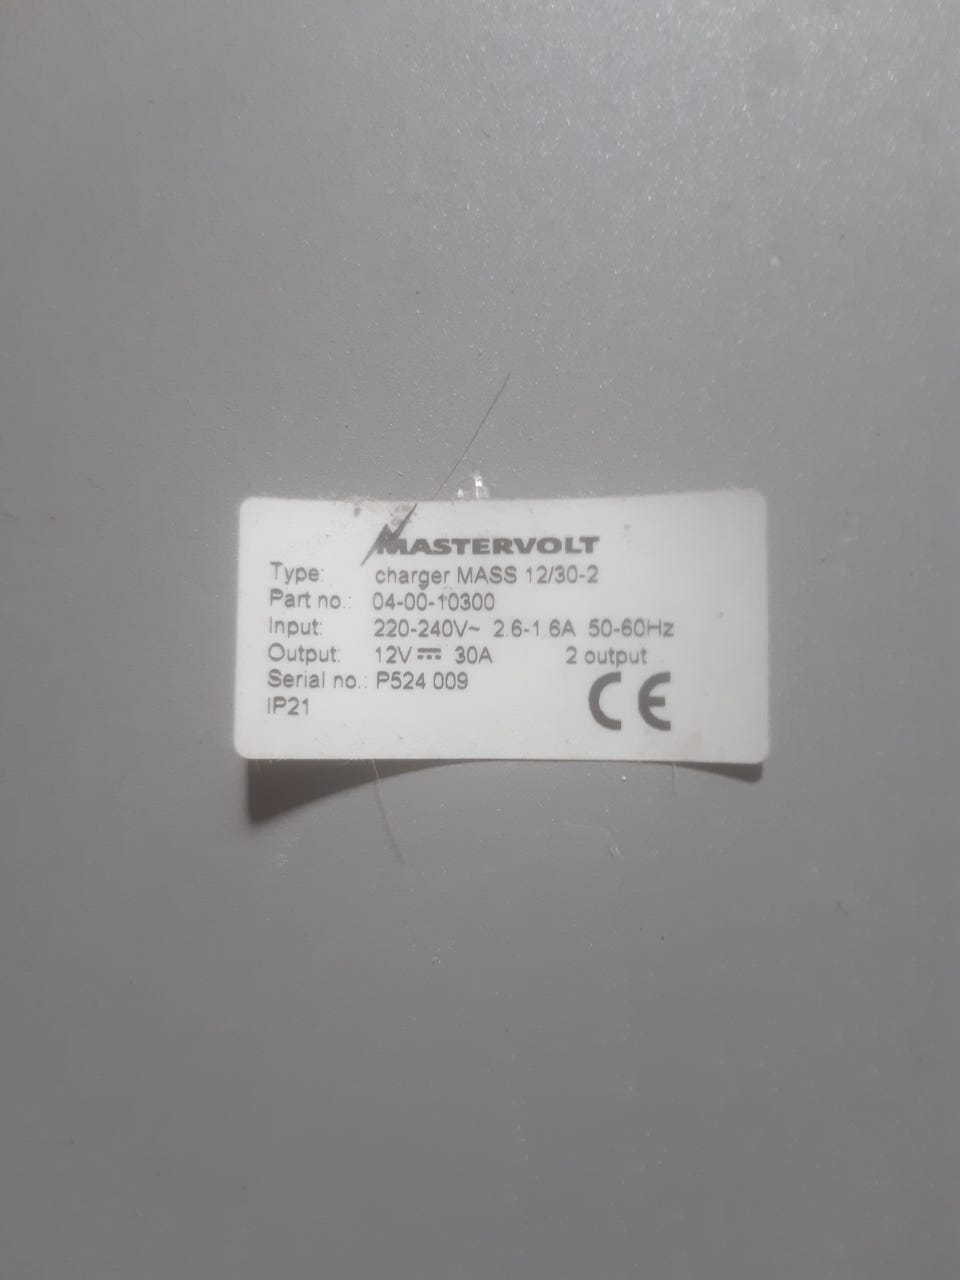 MASTERVOLT
Type: charger MASS 12/30-2
Part no.: 04-00-10300
Input: 220-240V~ 2.6-1.6A 50-60Hz
Output: 12V⎓ 30A 2 output
Serial no.: P524 009
IP21
CE